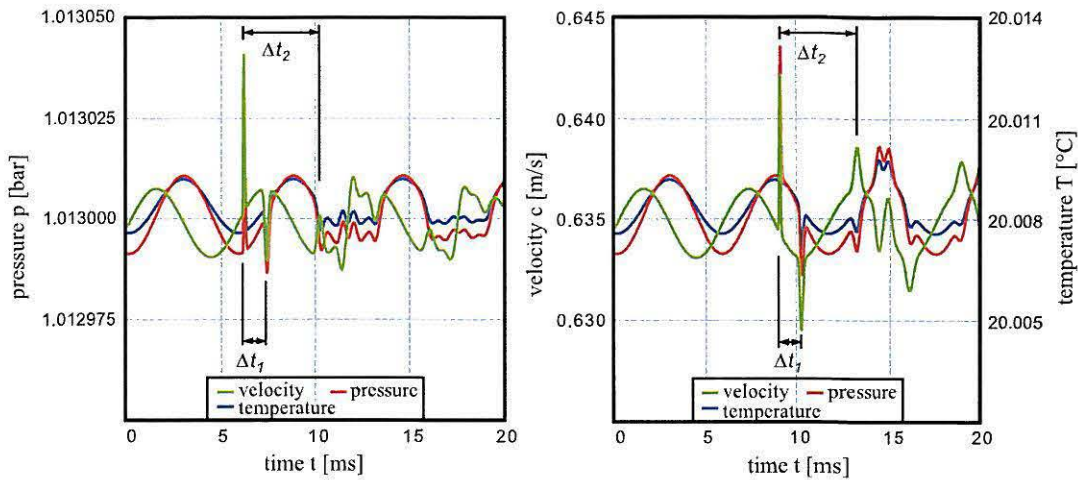 1.013050
1.013025
1.013000
1.012975
pressure p [bar]
Δt2
Δt1
velocity pressure
temperature
0 5 10 15 20
time t [ms]
0.645
0.640
0.635
0.630
velocity c [m/s]
Δt2
Δt1
velocity pressure
temperature
0 5 10 15 20
time t [ms]
20.014
20.011
20.008
20.005
temperature T [°C]